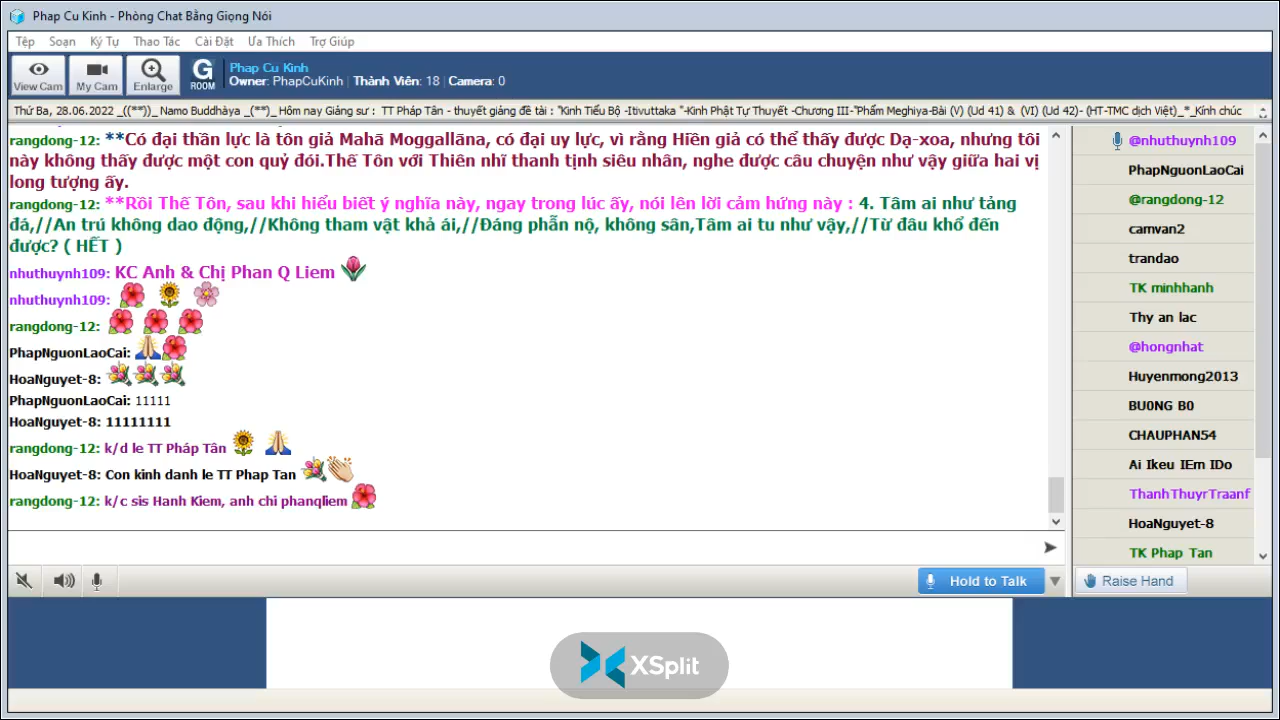 Phap Cu Kinh - Phòng Chat Bằng Giọng Nói
Tệp Soạn Ký Tự Thao Tác Cài Đặt Ưa Thích Trợ Giúp
View Cam My Cam Enlarge G ROOM
Phap Cu Kinh
Owner: PhapCuKinh Thành Viên: 18 Camera: 0
Thứ Ba, 28.06.2022 _((**))_ Namo Buddhàya _(**)_ Hôm nay Giảng sư : TT Pháp Tân - thuyết giảng đề tài : "Kinh Tiểu Bộ -Itivuttaka "-Kinh Phật Tự Thuyết -Chương III-"Phẩm Meghiya-Bài (V) (Ud 41) & (VI) (Ud 42)- (HT-TMC dịch Việt)_*_Kính chúc
rangdong-12: **Có đại thần lực là tôn giả Mahā Moggallāna, có đại uy lực, vì rằng Hiền giả có thể thấy được Dạ-xoa, nhưng tôi
này không thấy được một con quỷ đói.Thế Tôn với Thiên nhĩ thanh tịnh siêu nhân, nghe được câu chuyện như vậy giữa hai vị
long tượng ấy.
rangdong-12: **Rồi Thế Tôn, sau khi hiểu biết ý nghĩa này, ngay trong lúc ấy, nói lên lời cảm hứng này : 4. Tâm ai như tảng
đá,//An trú không dao động,//Không tham vật khả ái,//Đáng phẫn nộ, không sân,Tâm ai tu như vậy,//Từ đâu khổ đến
được? ( HẾT )
nhuthuynh109: KC Anh & Chị Phan Q Liem
nhuthuynh109:
rangdong-12:
PhapNguonLaoCai:
HoaNguyet-8:
PhapNguonLaoCai: 11111
HoaNguyet-8: 11111111
rangdong-12: k/d le TT Pháp Tân
HoaNguyet-8: Con kinh danh le TT Phap Tan
rangdong-12: k/c sis Hanh Kiem, anh chi phanqliem
@nhuthuynh109
PhapNguonLaoCai
@rangdong-12
camvan2
trandao
TK minhhanh
Thy an lac
@hongnhat
Huyenmong2013
BU0NG B0
CHAUPHAN54
Ai Ikeu IEm IDo
ThanhThuyrTraanf
HoaNguyet-8
TK Phap Tan
Hold to Talk
Raise Hand
XSplit